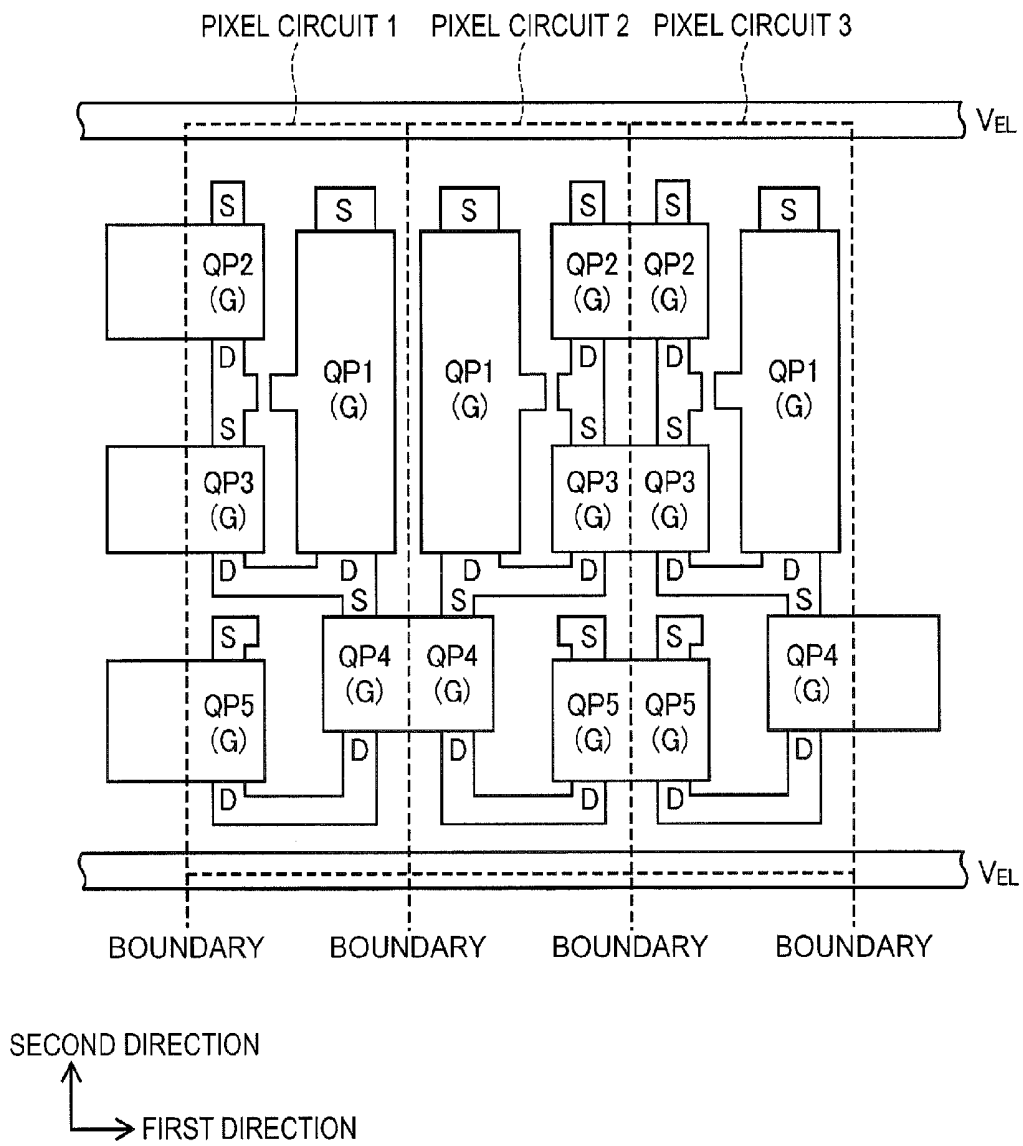 PIXEL CIRCUIT 1 PIXEL CIRCUIT 2 PIXEL CIRCUIT 3
VEL
S S S S S S
QP2 QP2 QP2
(G) (G) (G)
D D D
QP1 QP1 QP1
(G) (G) (G)
S S S
QP3 QP3 QP3
(G) (G) (G)
D D D D D D
S S S
S S S
QP4 QP4 QP4
(G) (G) (G)
QP5 QP5 QP5
(G) (G) (G)
D D D
D D D
VEL
BOUNDARY BOUNDARY BOUNDARY BOUNDARY
SECOND DIRECTION
FIRST DIRECTION